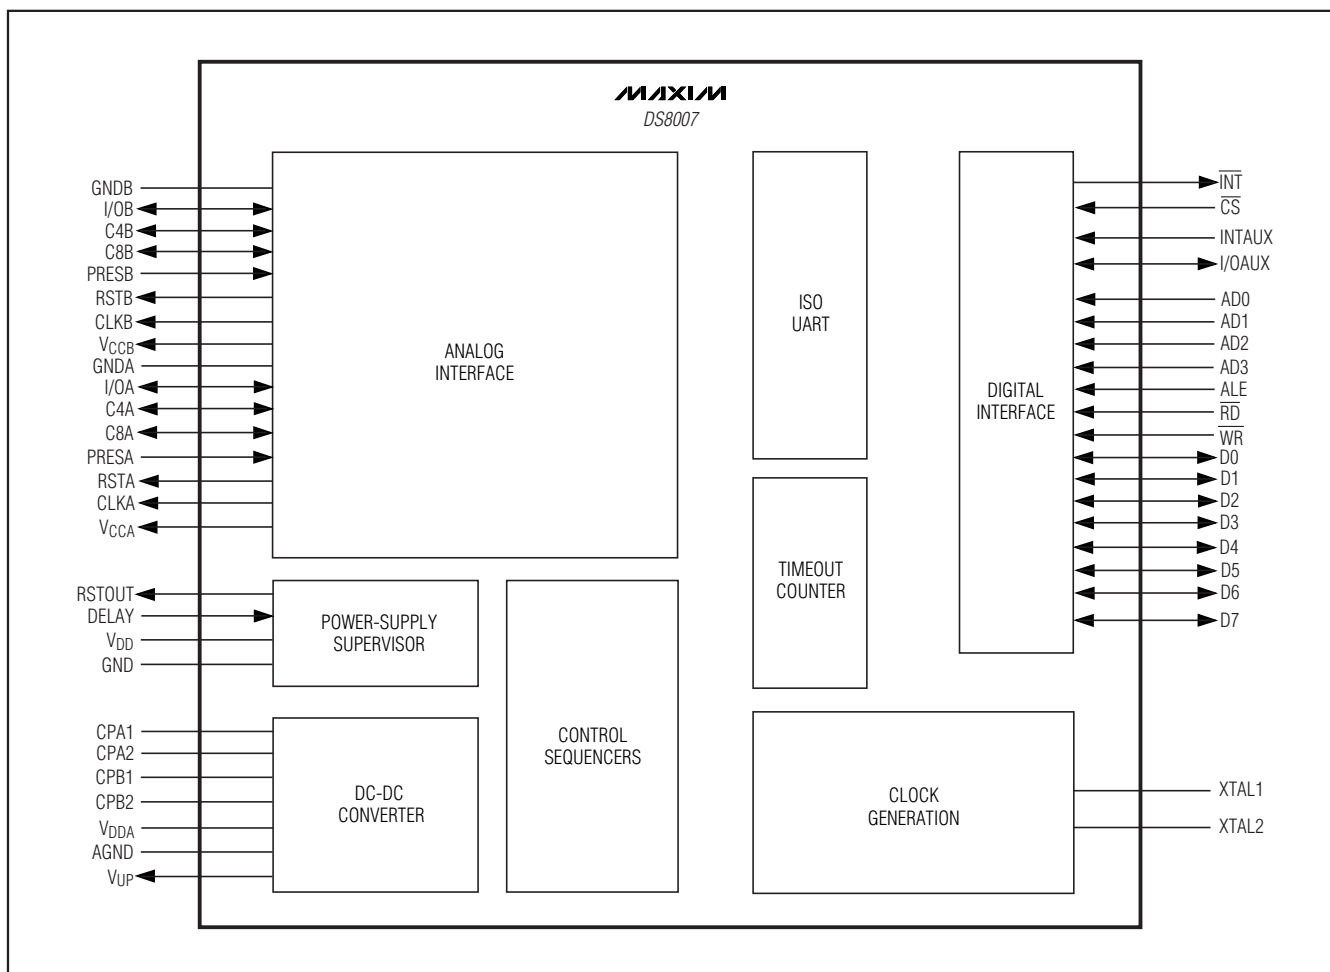 MAXIM
DS8007
GNDB
I/OB
C4B
C8B
PRESB
RSTB
CLKB
VCCB
GNDA
I/OA
C4A
C8A
PRESA
RSTA
CLKA
VCCA
RSTOUT
DELAY
VDD
GND
CPA1
CPA2
CPB1
CPB2
VDDA
AGND
VUP
ANALOG
INTERFACE
POWER-SUPPLY
SUPERVISOR
DC-DC
CONVERTER
CONTROL
SEQUENCERS
ISO
UART
TIMEOUT
COUNTER
CLOCK
GENERATION
DIGITAL
INTERFACE
INT
CS
INTAUX
I/OAUX
AD0
AD1
AD2
AD3
ALE
RD
WR
D0
D1
D2
D3
D4
D5
D6
D7
XTAL1
XTAL2